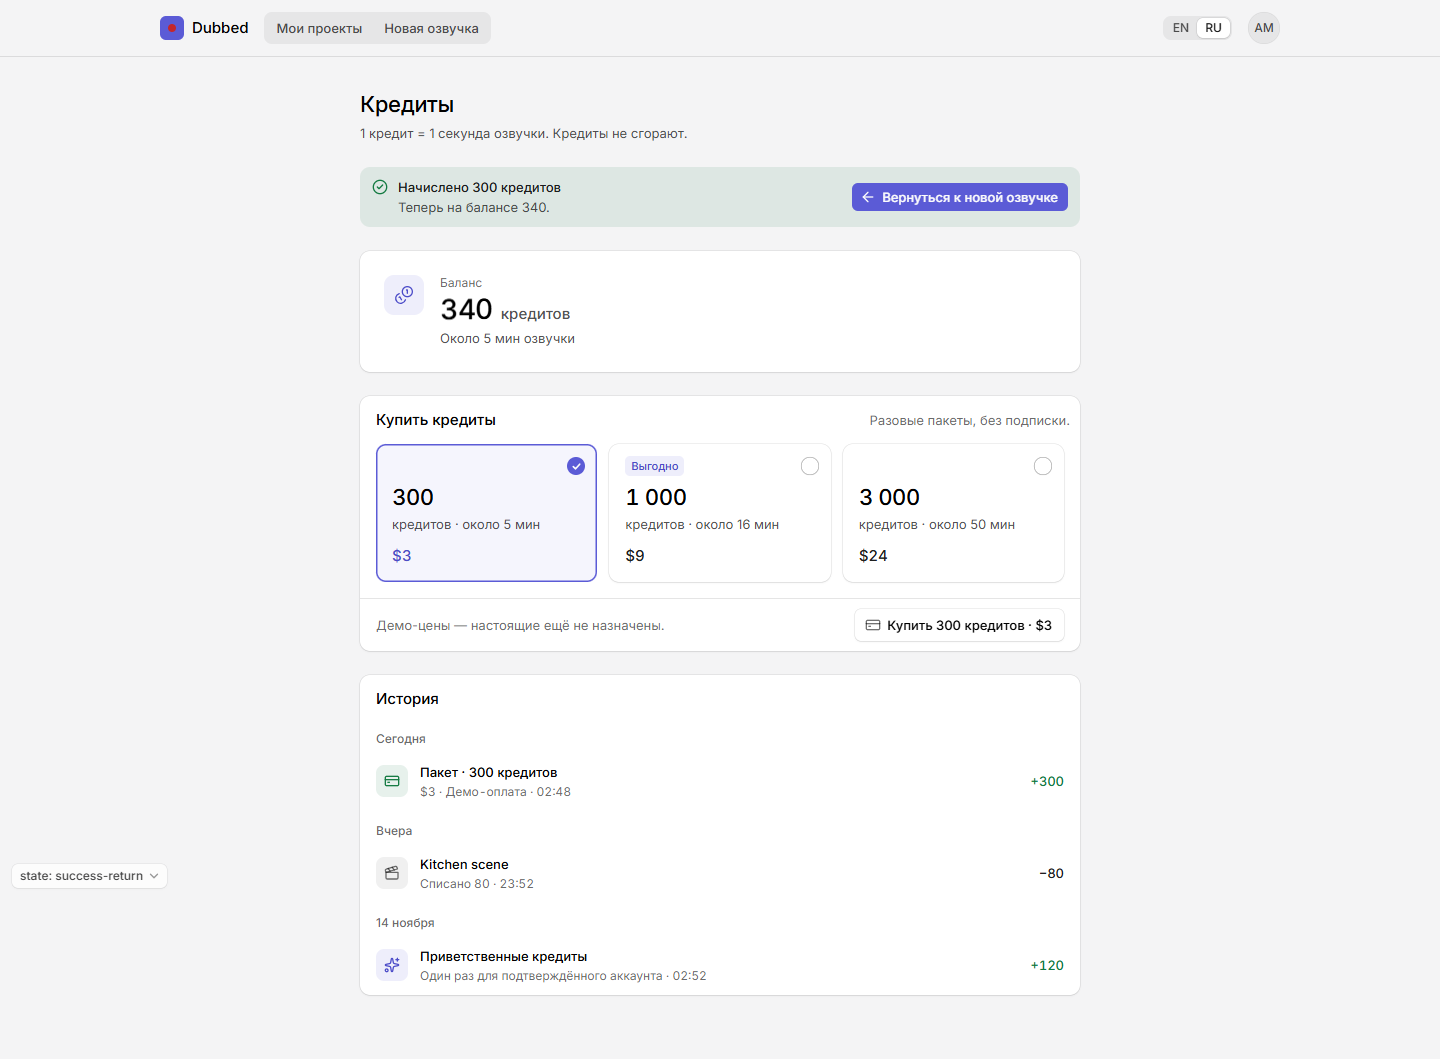 Dubbed
Мои проекты
Новая озвучка
EN
RU
AM
Кредиты
1 кредит = 1 секунда озвучки. Кредиты не сгорают.
Начислено 300 кредитов
Теперь на балансе 340.
Вернуться к новой озвучке
Баланс
340 кредитов
Около 5 мин озвучки
Купить кредиты
Разовые пакеты, без подписки.
300
кредитов · около 5 мин
$3
Выгодно
1 000
кредитов · около 16 мин
$9
3 000
кредитов · около 50 мин
$24
Демо-цены — настоящие ещё не назначены.
Купить 300 кредитов · $3
История
Сегодня
Пакет · 300 кредитов
$3 · Демо-оплата · 02:48
+300
Вчера
Kitchen scene
Списано 80 · 23:52
−80
14 ноября
Приветственные кредиты
Один раз для подтверждённого аккаунта · 02:52
+120
state: success-return